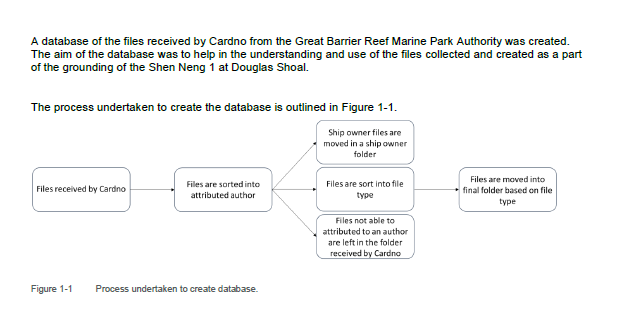 A database of the files received by Cardno from the Great Barrier Reef Marine Park Authority was created.
The aim of the database was to help in the understanding and use of the files collected and created as a part
of the grounding of the Shen Neng 1 at Douglas Shoal.
The process undertaken to create the database is outlined in Figure 1-1.
Files received by Cardno
Files are sorted into
attributed author
Ship owner files are
moved in a ship owner
folder
Files are sort into file
type
Files not able to
attributed to an author
are left in the folder
received by Cardno
Files are moved into
final folder based on file
type
Figure 1-1 Process undertaken to create database.